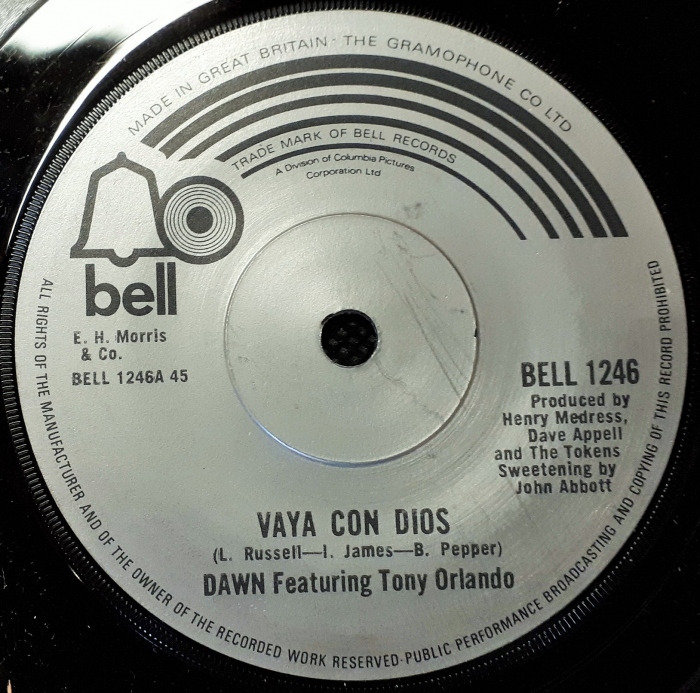 MADE IN GREAT BRITAIN · THE GRAMOPHONE CO LTD
TRADE MARK OF BELL RECORDS
A Division of Columbia Pictures
Corporation Ltd
bell
E. H. Morris
& Co.
BELL 1246A 45
BELL 1246
Produced by
Henry Medress,
Dave Appell
and The Tokens
Sweetening by
John Abbott
VAYA CON DIOS
(L. Russell—I. James—B. Pepper)
DAWN Featuring Tony Orlando
ALL RIGHTS OF THE MANUFACTURER AND OF THE OWNER OF THE RECORDED WORK RESERVED·PUBLIC PERFORMANCE BROADCASTING AND COPYING OF THIS RECORD PROHIBITED